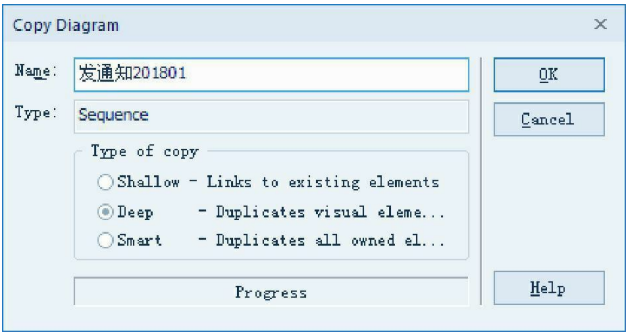 Copy Diagram
Name: 发通知201801
OK
Type: Sequence
Cancel
Type of copy
Shallow - Links to existing elements
Deep - Duplicates visual eleme...
Smart - Duplicates all owned el...
Progress
Help